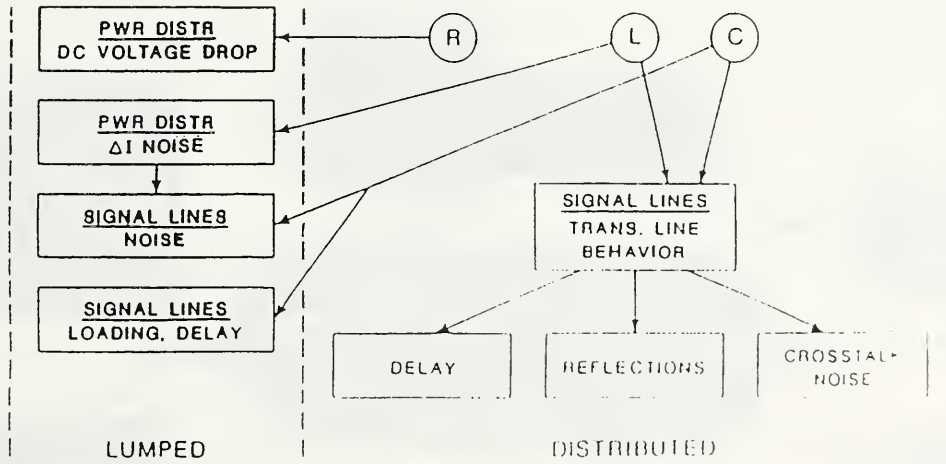 PWR DISTR
DC VOLTAGE DROP
R
L
C
PWR DISTR
ΔI NOISE
SIGNAL LINES
NOISE
SIGNAL LINES
TRANS. LINE
BEHAVIOR
SIGNAL LINES
LOADING, DELAY
DELAY
REFLECTIONS
CROSSTALK
NOISE
LUMPED
DISTRIBUTED